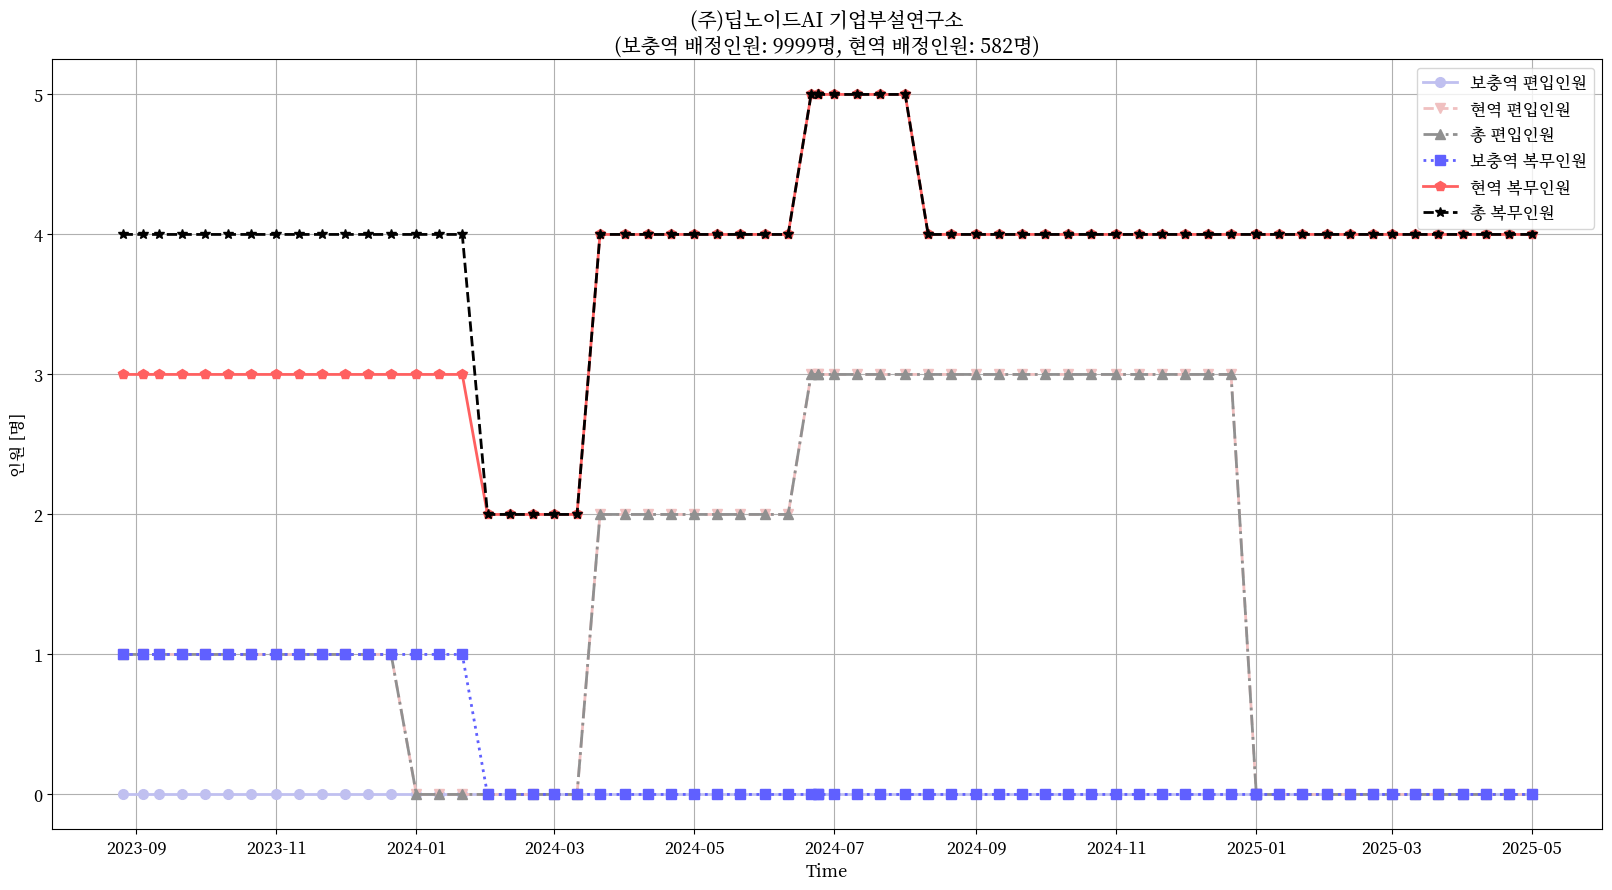 (주)딥노이드AI 기업부설연구소
(보충역 배정인원: 9999명, 현역 배정인원: 582명)
보충역 편입인원
현역 편입인원
총 편입인원
보충역 복무인원
현역 복무인원
총 복무인원
인원 [명]
5
4
3
2
1
0
2023-09 2023-11 2024-01 2024-03 2024-05 2024-07 2024-09 2024-11 2025-01 2025-03 2025-05
Time